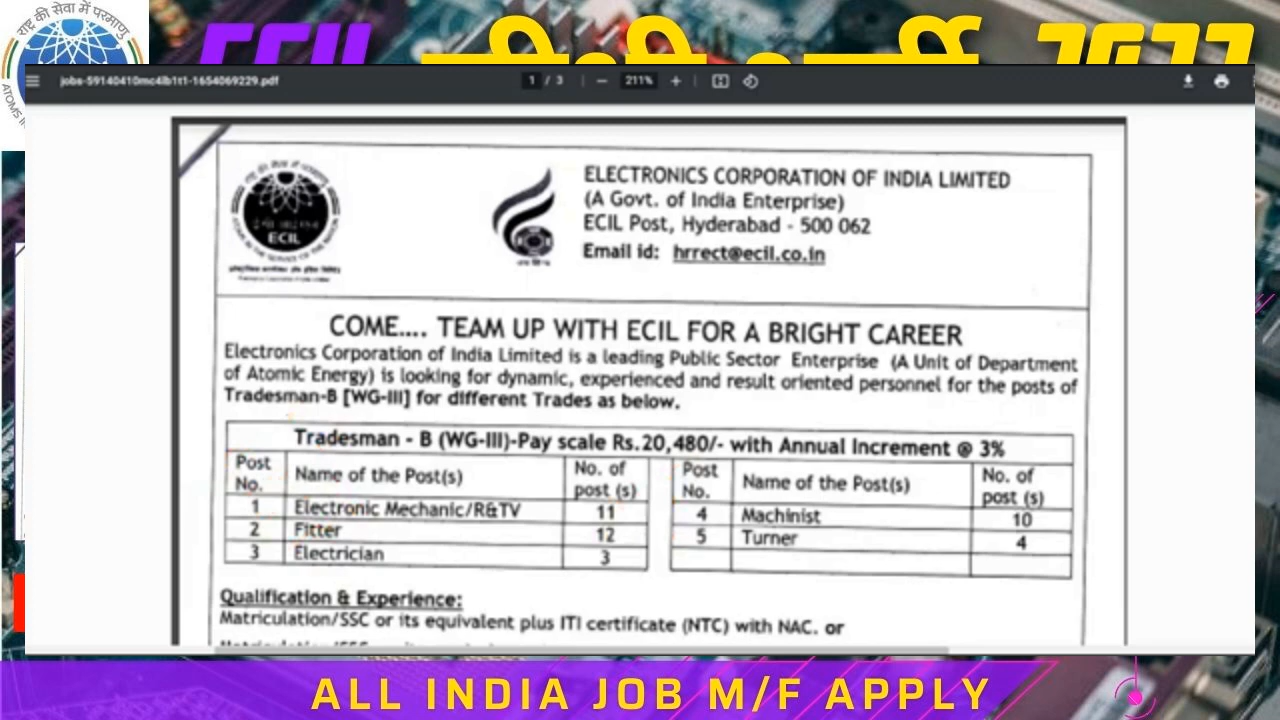 राष्ट्र की सेवा में परमाणु
ECIL
jobs-59140410mc4lb1t1-1654069229.pdf
1 / 3
211%
ECIL
ELECTRONICS CORPORATION OF INDIA LIMITED
(A Govt. of India Enterprise)
ECIL Post, Hyderabad - 500 062
Email id: hrrect@ecil.co.in
COME.... TEAM UP WITH ECIL FOR A BRIGHT CAREER
Electronics Corporation of India Limited is a leading Public Sector Enterprise (A Unit of Department
of Atomic Energy) is looking for dynamic, experienced and result oriented personnel for the posts of
Tradesman-B [WG-III] for different Trades as below.
Tradesman - B (WG-III)-Pay scale Rs.20,480/- with Annual Increment @ 3%
Post No. Name of the Post(s) No. of post (s) Post No. Name of the Post(s) No. of post (s)
1 Electronic Mechanic/R&TV 11 4 Machinist 10
2 Fitter 12 5 Turner 4
3 Electrician 3
Qualification & Experience:
Matriculation/SSC or its equivalent plus ITI certificate (NTC) with NAC. or
ALL INDIA JOB M/F APPLY